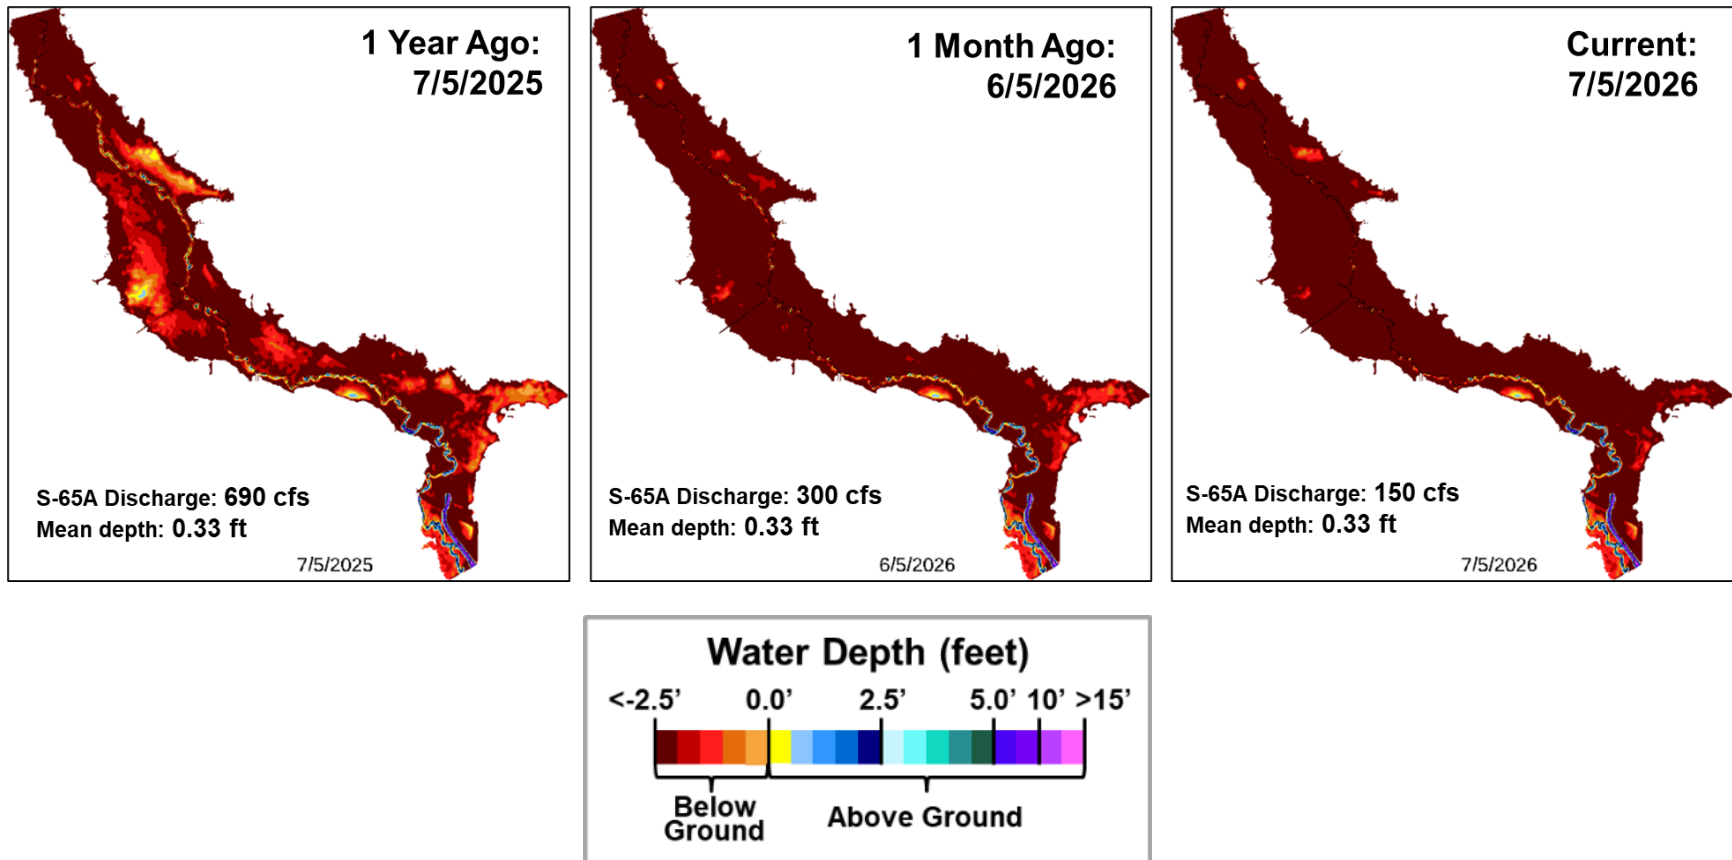 1 Year Ago:
7/5/2025
S-65A Discharge: 690 cfs
Mean depth: 0.33 ft
7/5/2025
1 Month Ago:
6/5/2026
S-65A Discharge: 300 cfs
Mean depth: 0.33 ft
6/5/2026
Current:
7/5/2026
S-65A Discharge: 150 cfs
Mean depth: 0.33 ft
7/5/2026
Water Depth (feet)
<-2.5’ 0.0’ 2.5’ 5.0’ 10’ >15’
Below
Ground
Above Ground